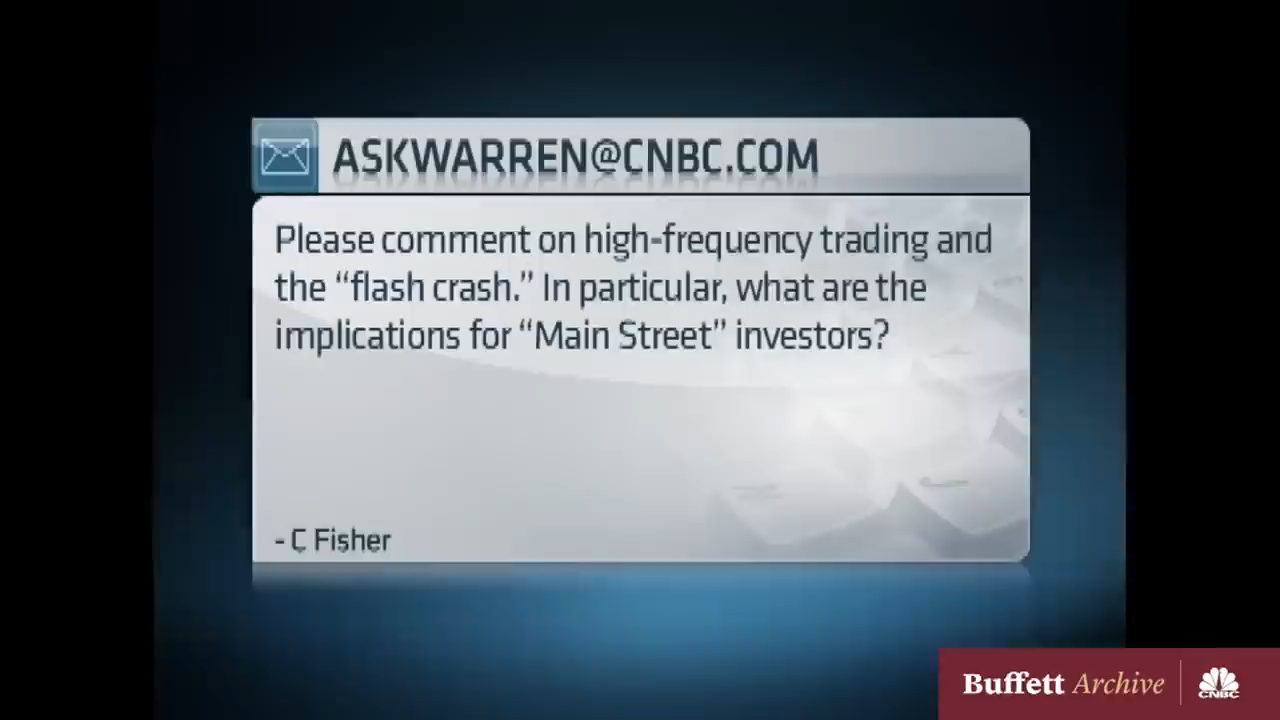 ASKWARREN@CNBC.COM
Please comment on high-frequency trading and
the “flash crash.” In particular, what are the
implications for “Main Street” investors?
- C Fisher
Buffett Archive
CNBC